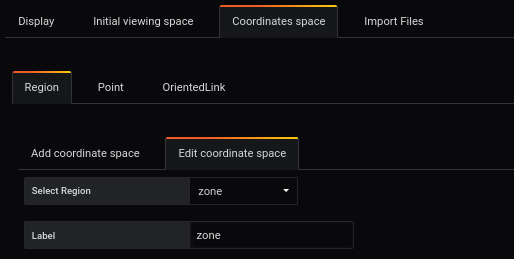 Display Initial viewing space Coordinates space Import Files
Region Point OrientedLink
Add coordinate space Edit coordinate space
Select Region zone
Label zone